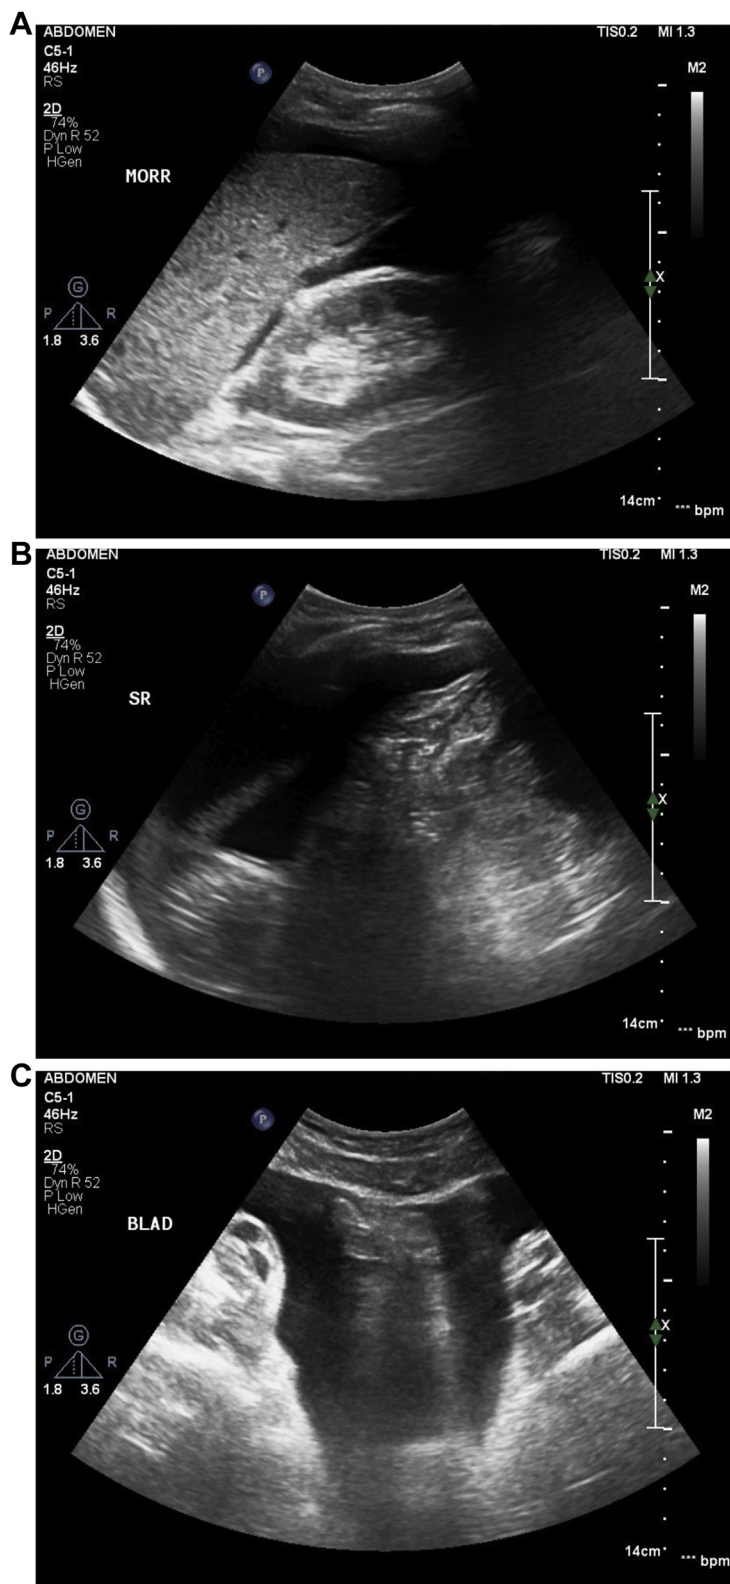 A
ABDOMEN TIS0.2 MI 1.3
C5-1
46Hz
RS
M2
P
2D
74%
Dyn R 52
P Low
HGen
MORR
G
P R
1.8 3.6
X
14cm
*** bpm
B
ABDOMEN TIS0.2 MI 1.3
C5-1
46Hz
RS
M2
P
2D
74%
Dyn R 52
P Low
HGen
SR
G
P R
1.8 3.6
X
14cm
*** bpm
C
ABDOMEN TIS0.2 MI 1.3
C5-1
46Hz
RS
M2
P
2D
74%
Dyn R 52
P Low
HGen
BLAD
G
P R
1.8 3.6
X
14cm
*** bpm